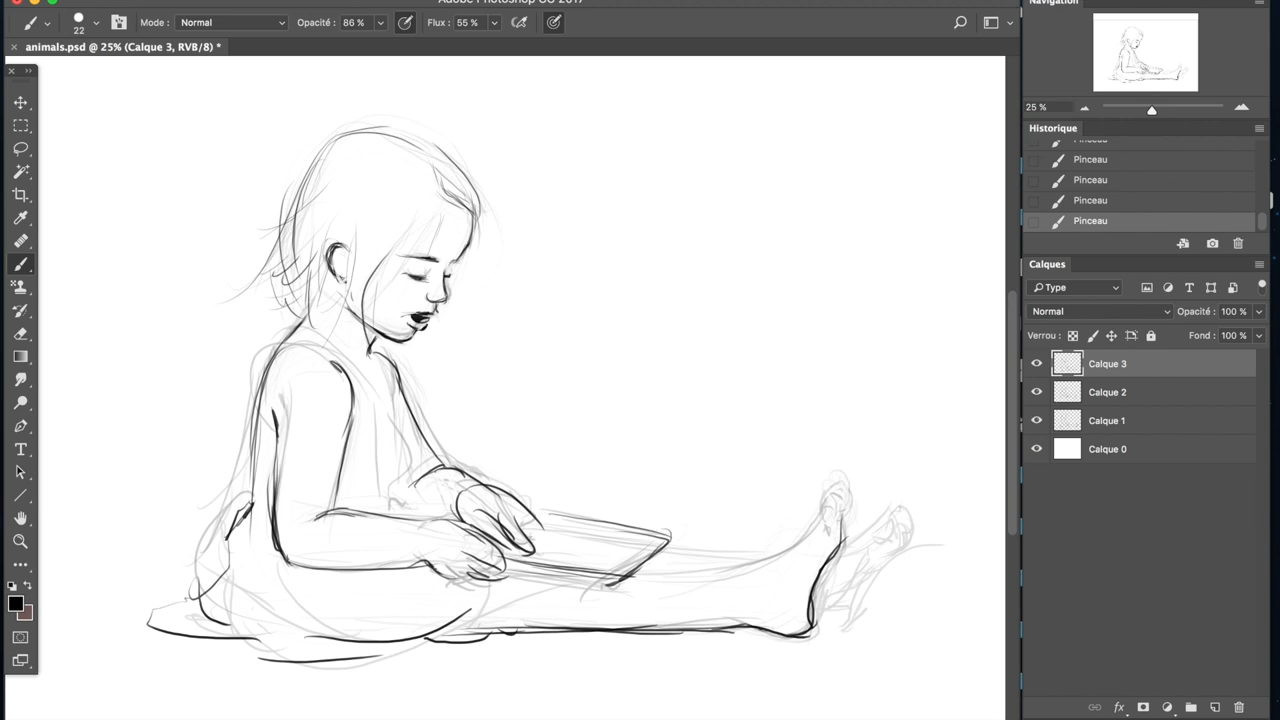 Adobe Photoshop CC 2017
Navigation
22
Mode : Normal
Opacité : 86 %
Flux : 55 %
animals.psd @ 25% (Calque 3, RVB/8) *
25 %
Historique
Pinceau
Pinceau
Pinceau
Pinceau
Pinceau
Calques
Type
Normal
Opacité : 100 %
Verrou :
Fond : 100 %
Calque 3
Calque 2
Calque 1
Calque 0
fx